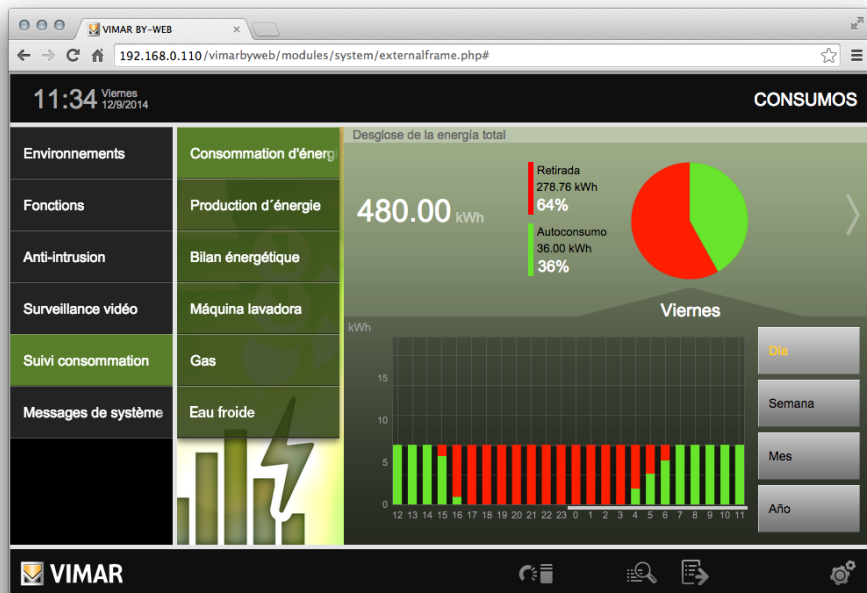 VIMAR BY-WEB
192.168.0.110/vimarbyweb/modules/system/externalframe.php#
11:34 Viernes
12/9/2014
CONSUMOS
Environnements
Fonctions
Anti-intrusion
Surveillance vidéo
Suivi consommation
Messages de système
Consommation d'énergi
Production d´énergie
Bilan énergétique
Máquina lavadora
Gas
Eau froide
Desglose de la energía total
480.00 kWh
Retirada
278.76 kWh
64%
Autoconsumo
36.00 kWh
36%
Viernes
kWh
15
10
5
0
12 13 14 15 16 17 18 19 20 21 22 23 0 1 2 3 4 5 6 7 8 9 10 11
Día
Semana
Mes
Año
VIMAR